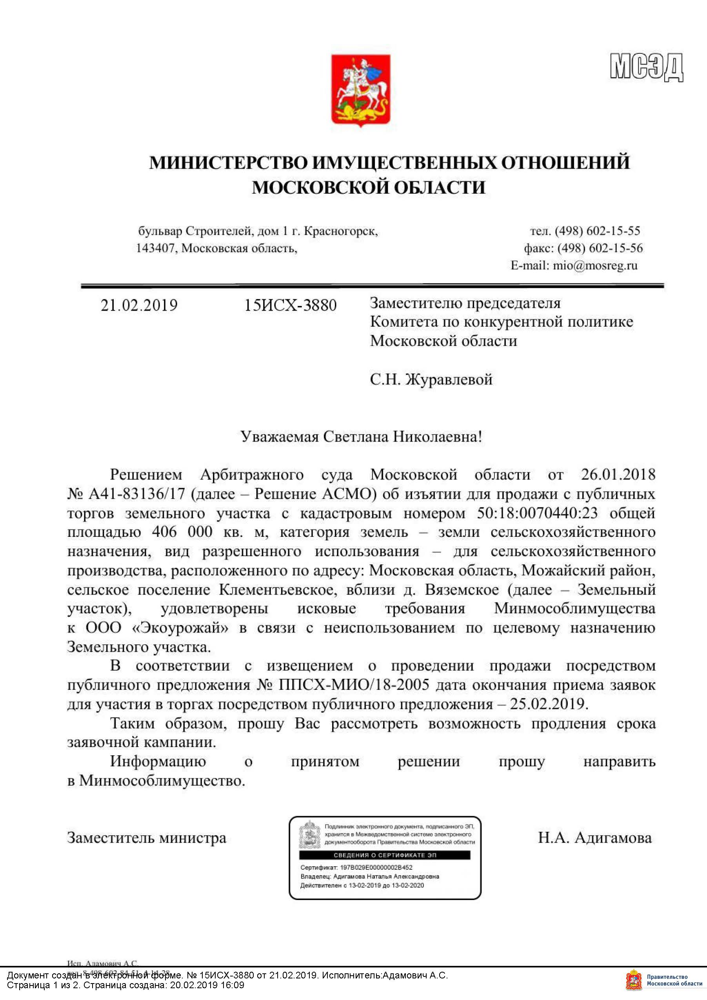 МСЭД
МИНИСТЕРСТВО ИМУЩЕСТВЕННЫХ ОТНОШЕНИЙ
МОСКОВСКОЙ ОБЛАСТИ
бульвар Строителей, дом 1 г. Красногорск,
143407, Московская область,
тел. (498) 602-15-55
факс: (498) 602-15-56
E-mail: mio@mosreg.ru
21.02.2019 15ИСХ-3880
Заместителю председателя
Комитета по конкурентной политике
Московской области
С.Н. Журавлевой
Уважаемая Светлана Николаевна!
Решением Арбитражного суда Московской области от 26.01.2018
№ А41-83136/17 (далее – Решение АСМО) об изъятии для продажи с публичных
торгов земельного участка с кадастровым номером 50:18:0070440:23 общей
площадью 406 000 кв. м, категория земель – земли сельскохозяйственного
назначения, вид разрешенного использования – для сельскохозяйственного
производства, расположенного по адресу: Московская область, Можайский район,
сельское поселение Клементьевское, вблизи д. Вяземское (далее – Земельный
участок), удовлетворены исковые требования Минмособлимущества
к ООО «Экоурожай» в связи с неиспользованием по целевому назначению
Земельного участка.
В соответствии с извещением о проведении продажи посредством
публичного предложения № ППСХ-МИО/18-2005 дата окончания приема заявок
для участия в торгах посредством публичного предложения – 25.02.2019.
Таким образом, прошу Вас рассмотреть возможность продления срока
заявочной кампании.
Информацию о принятом решении прошу направить
в Минмособлимущество.
Заместитель министра
Подлинник электронного документа, подписанного ЭП,
хранится в Межведомственной системе электронного
документооборота Правительства Московской области
СВЕДЕНИЯ О СЕРТИФИКАТЕ ЭП
Сертификат: 197B029E00000002B452
Владелец: Адигамова Наталья Александровна
Действителен с 13-02-2019 до 13-02-2020
Н.А. Адигамова
Исп. Адамович А.С.
Документ создан в электронной форме. № 15ИСХ-3880 от 21.02.2019. Исполнитель:Адамович А.С.
Страница 1 из 2. Страница создана: 20.02.2019 16:09
Правительство
Московской области